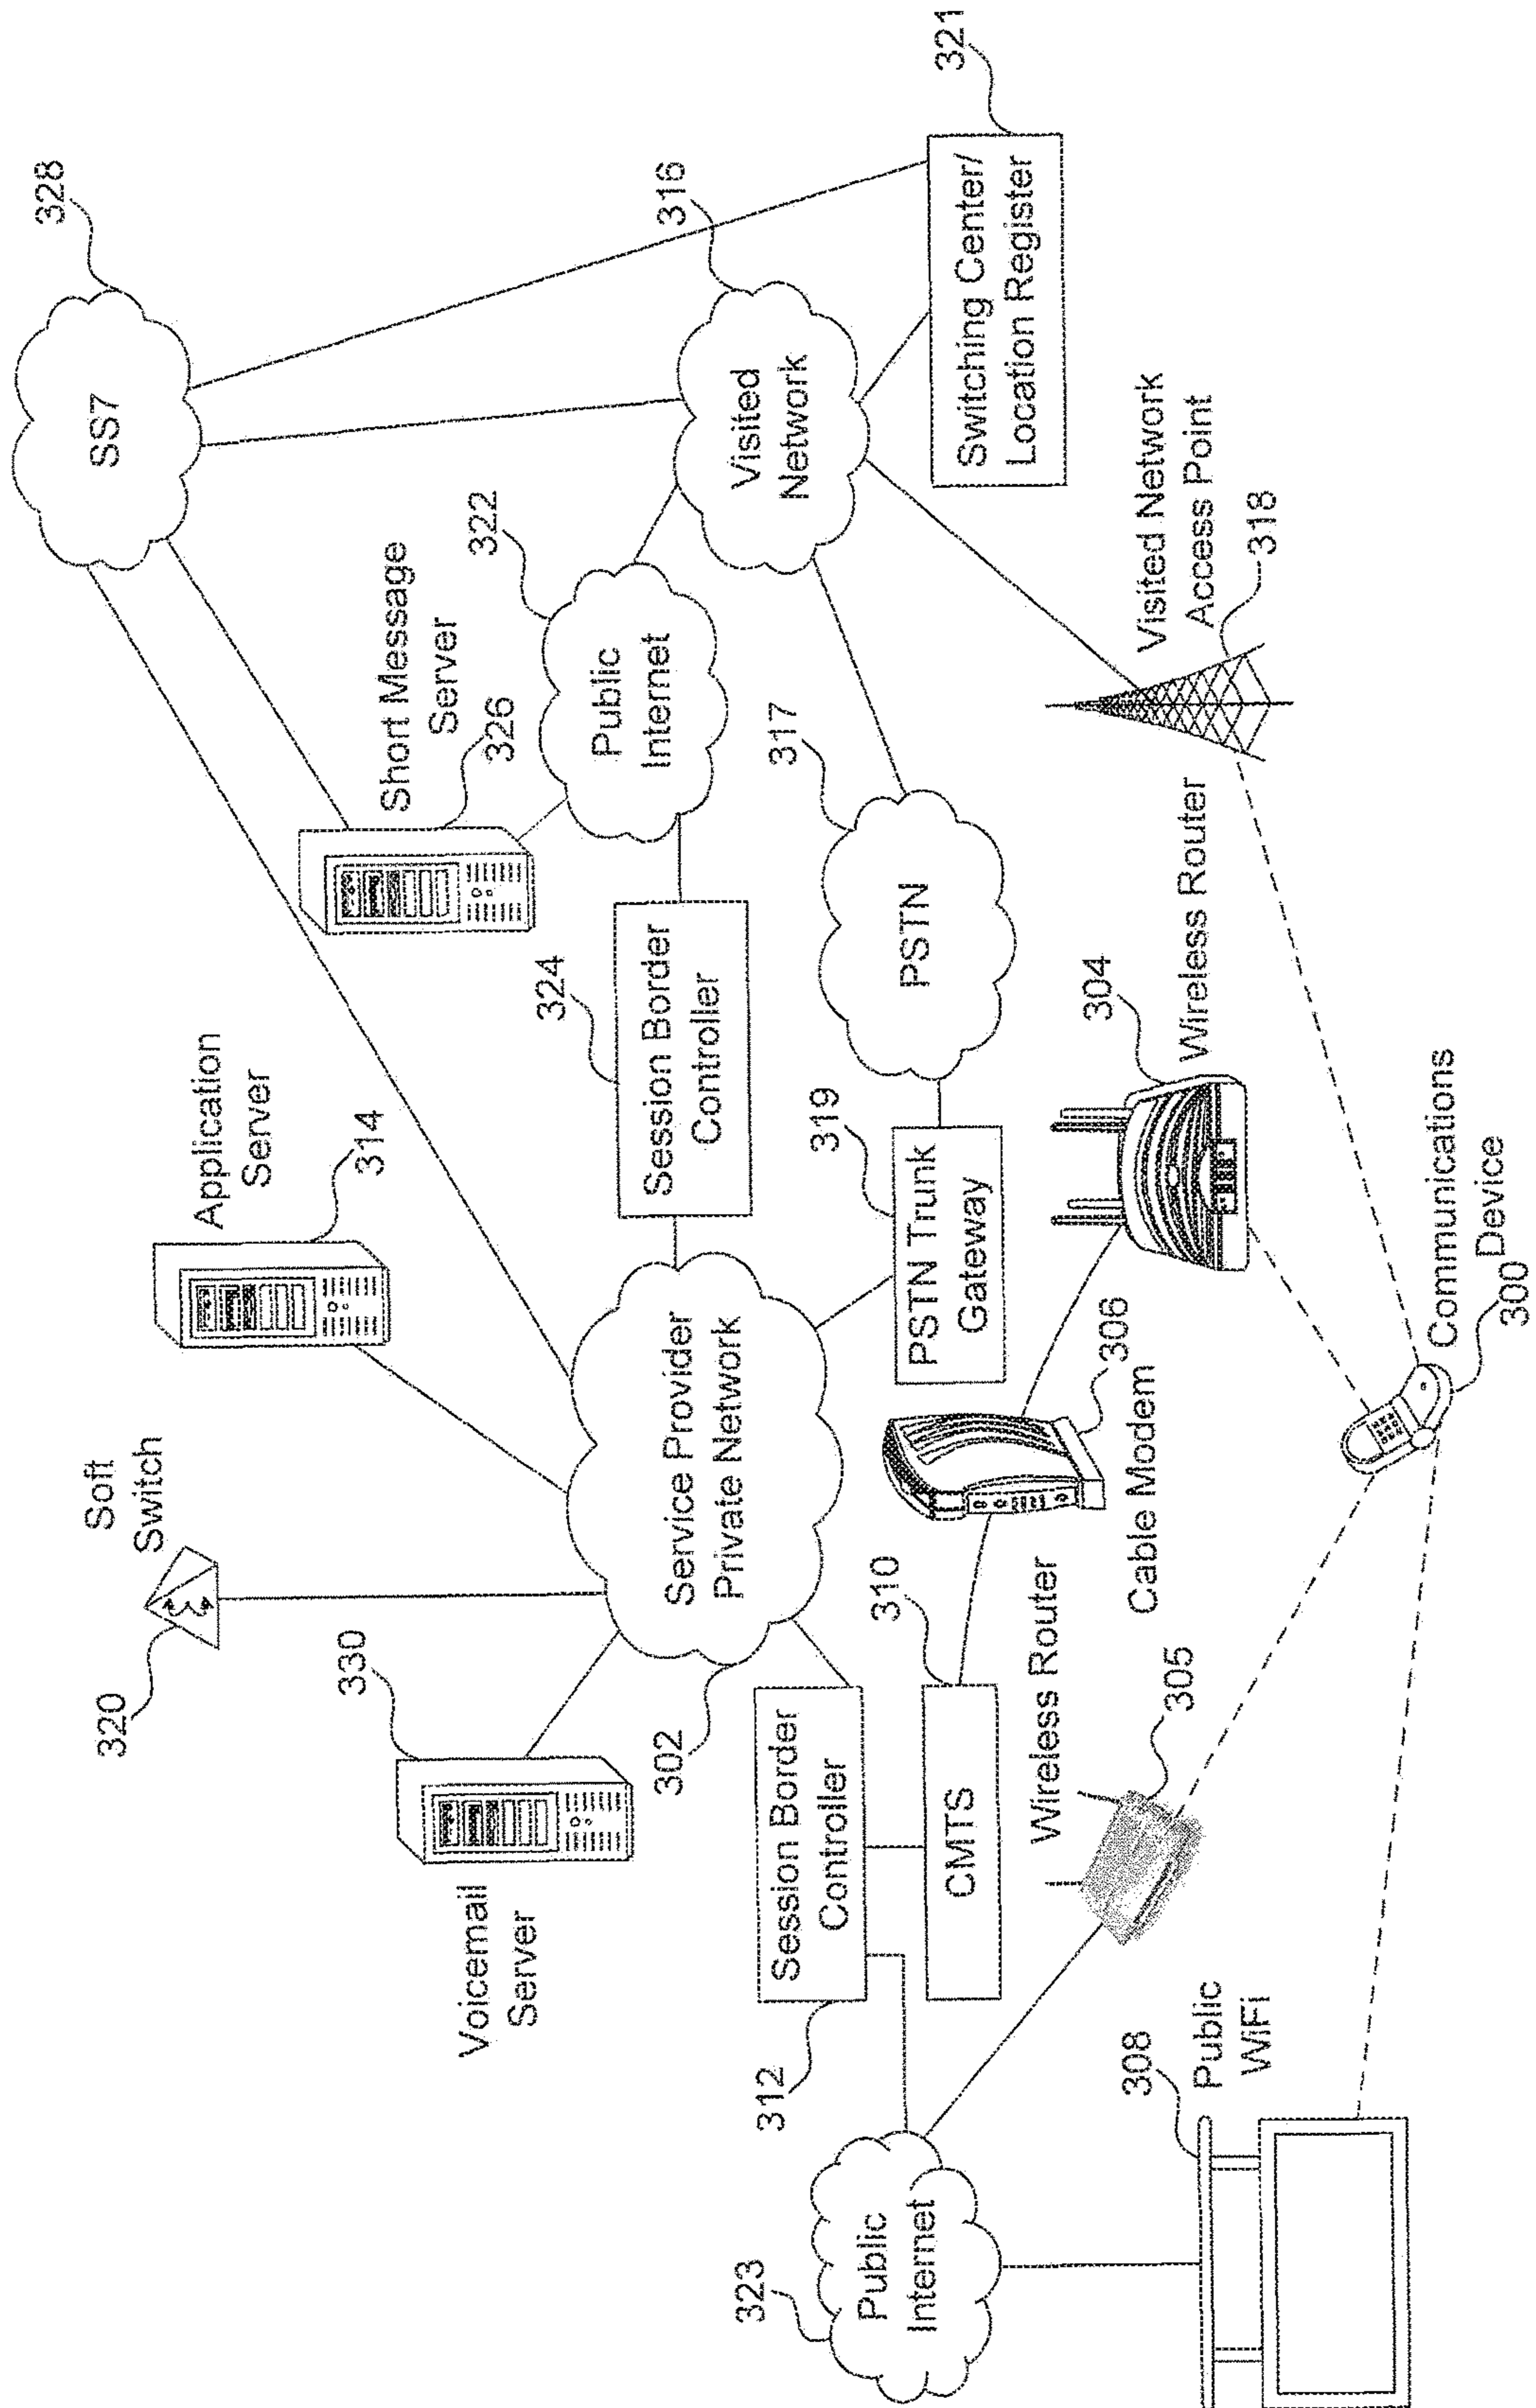 328
SS7
Soft
Switch
320
Application
Server
314
330
Voicemail
Server
Short Message
Server
326
322
Public
Internet
324
Session Border
Controller
316
Visited
Network
321
Switching Center/
Location Register
302
Service Provider
Private Network
317
PSTN
319
PSTN Trunk
Gateway
312
Session Border
Controller
310
CMTS
323
Public
Internet
306
Cable Modem
304
Wireless Router
Visited Network
Access Point
318
Wireless Router
305
308
Public
WiFi
Communications
Device
300